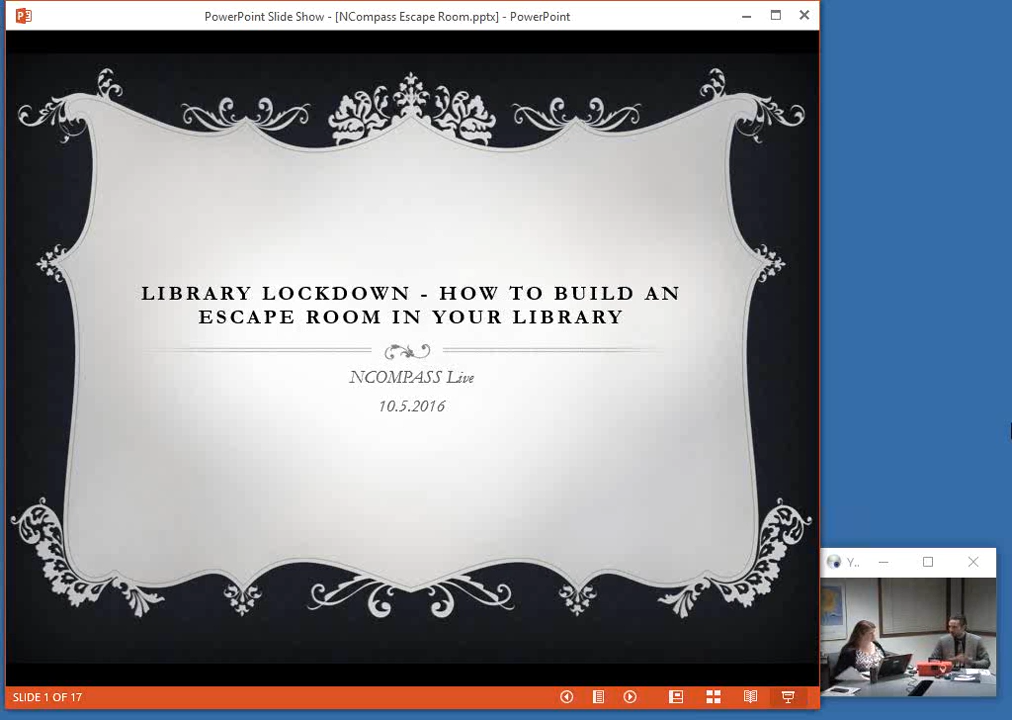 PowerPoint Slide Show - [NCompass Escape Room.pptx] - PowerPoint
LIBRARY LOCKDOWN - HOW TO BUILD AN
ESCAPE ROOM IN YOUR LIBRARY
NCOMPASS Live
10.5.2016
Y..
SLIDE 1 OF 17